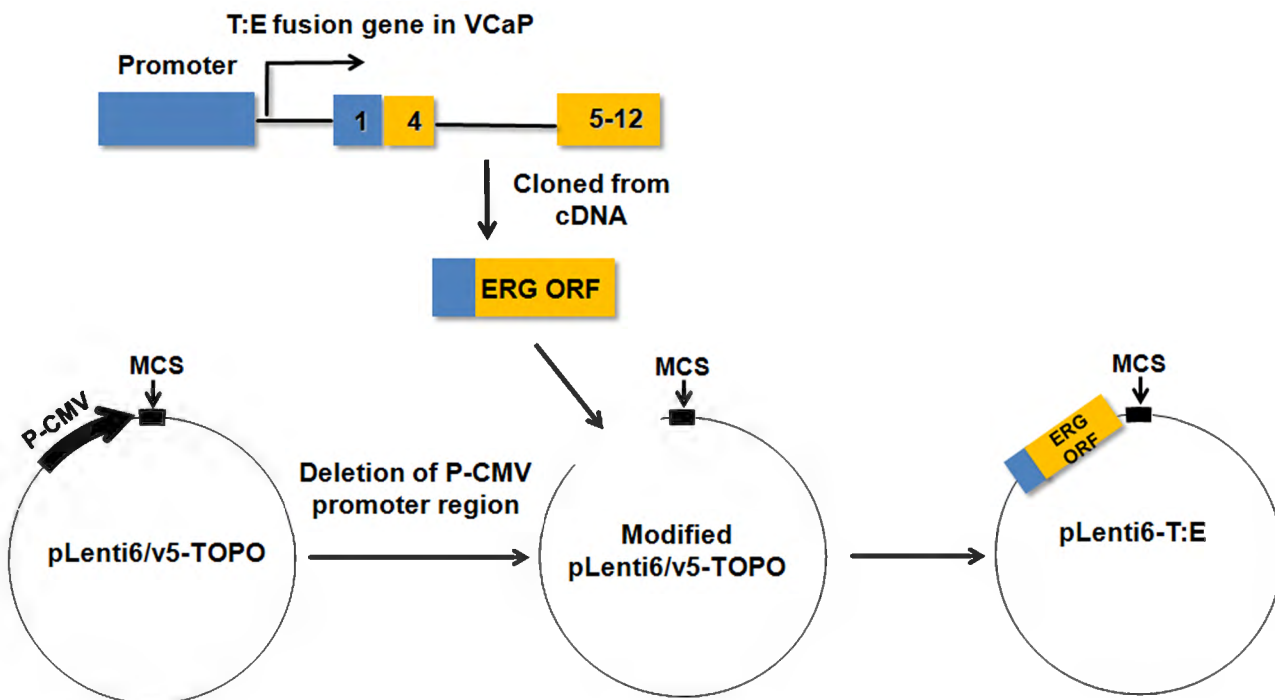 T:E fusion gene in VCaP
Promoter
1
4
5-12
Cloned from
cDNA
ERG ORF
MCS
P-CMV
pLenti6/v5-TOPO
Deletion of P-CMV
promoter region
MCS
Modified
pLenti6/v5-TOPO
MCS
ERG
ORF
pLenti6-T:E